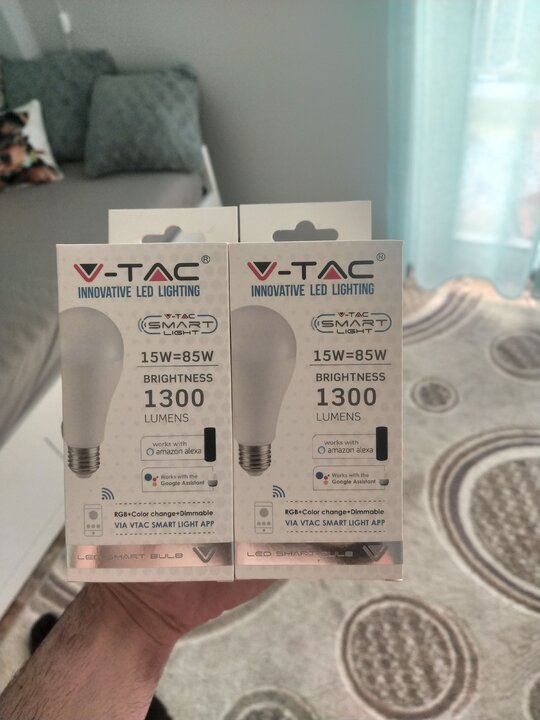 V-TAC®
INNOVATIVE LED LIGHTING
V-TAC
SMART
LIGHT
15W=85W
BRIGHTNESS
1300
LUMENS
works with
amazon alexa
Works with the
Google Assistant
RGB+Color change+Dimmable
VIA VTAC SMART LIGHT APP
LED SMART BULB
V-TAC®
INNOVATIVE LED LIGHTING
V-TAC
SMART
LIGHT
15W=85W
BRIGHTNESS
1300
LUMENS
works with
amazon alexa
Works with the
Google Assistant
RGB+Color change+Dimmable
VIA VTAC SMART LIGHT APP
LED SMART BULB